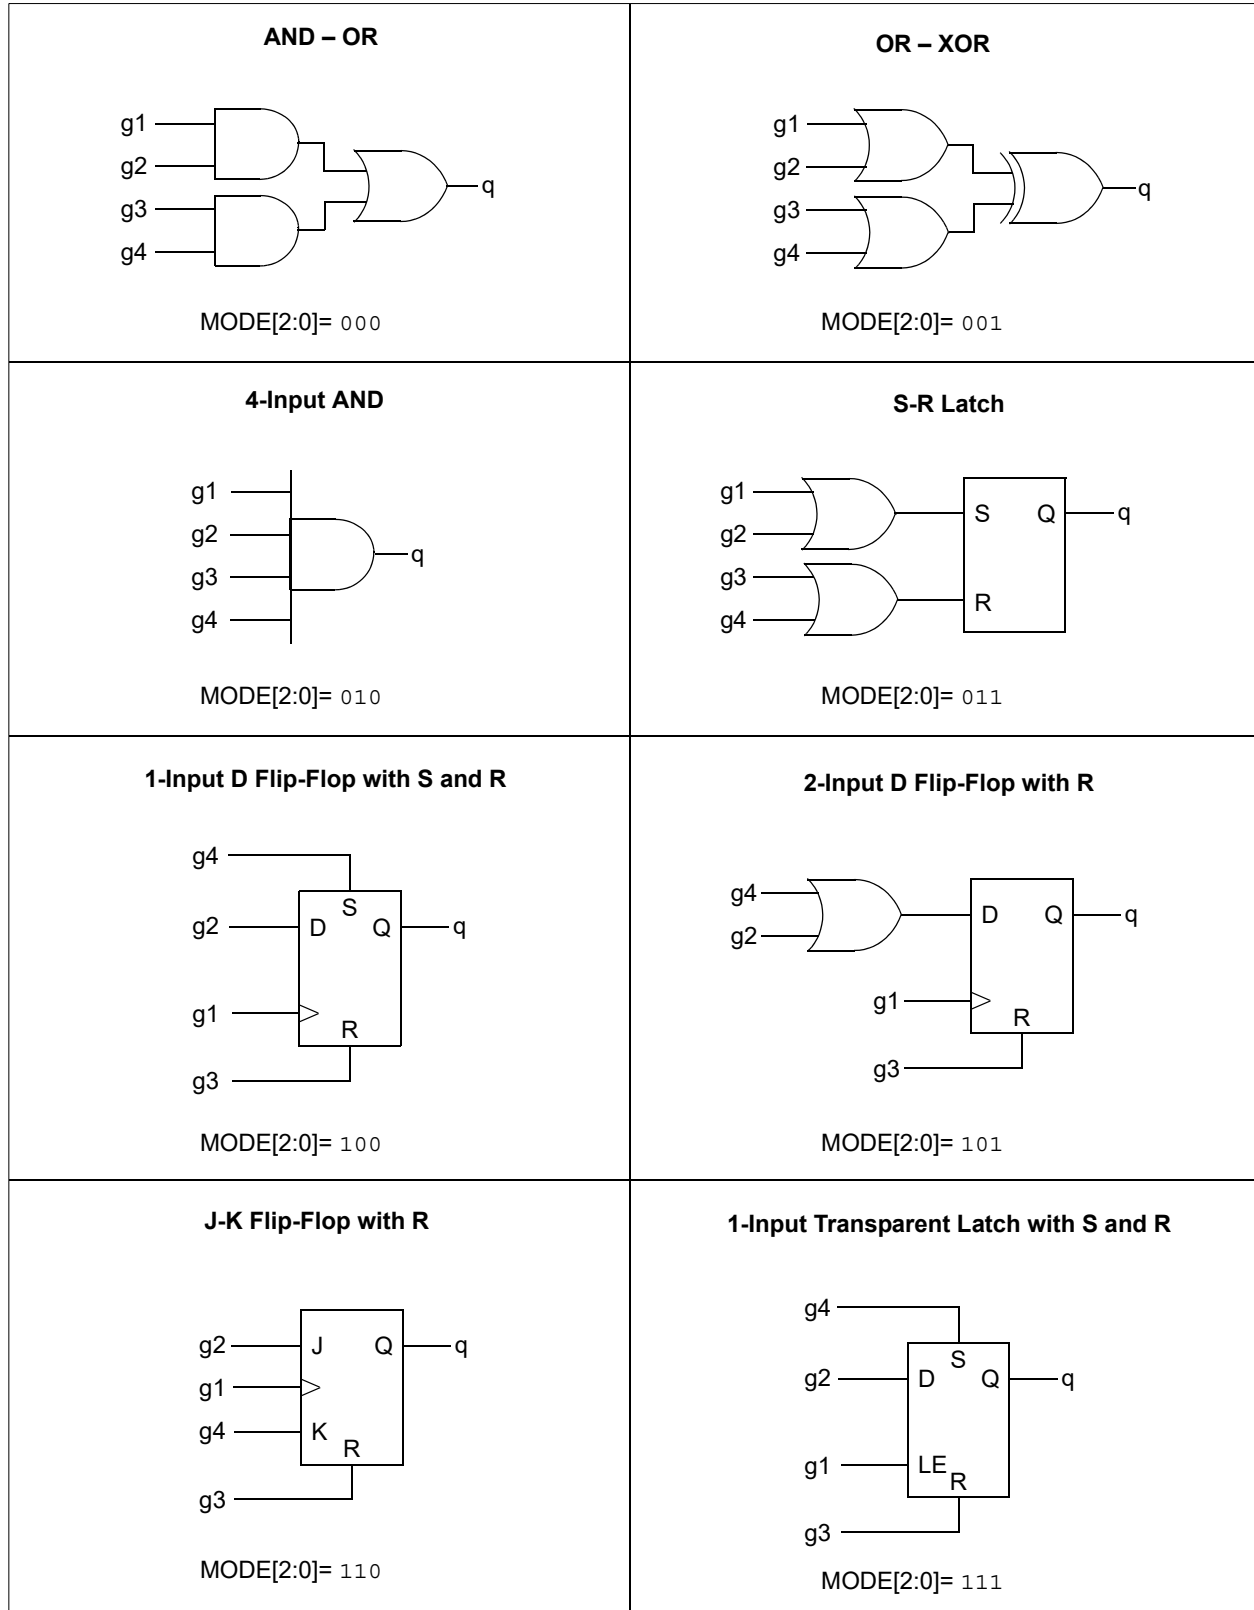 AND – OR
g1
g2
g3
g4
q
MODE[2:0]= 000
OR – XOR
g1
g2
g3
g4
q
MODE[2:0]= 001
4-Input AND
g1
g2
g3
g4
q
MODE[2:0]= 010
S-R Latch
g1
g2
g3
g4
S Q q
R
MODE[2:0]= 011
1-Input D Flip-Flop with S and R
g4
S
g2 D Q q
g1
R
g3
MODE[2:0]= 100
2-Input D Flip-Flop with R
g4
D Q q
g2
g1
R
g3
MODE[2:0]= 101
J-K Flip-Flop with R
g2 J Q q
g1
g4 K
R
g3
MODE[2:0]= 110
1-Input Transparent Latch with S and R
g4
S
g2 D Q q
g1 LE
R
g3
MODE[2:0]= 111